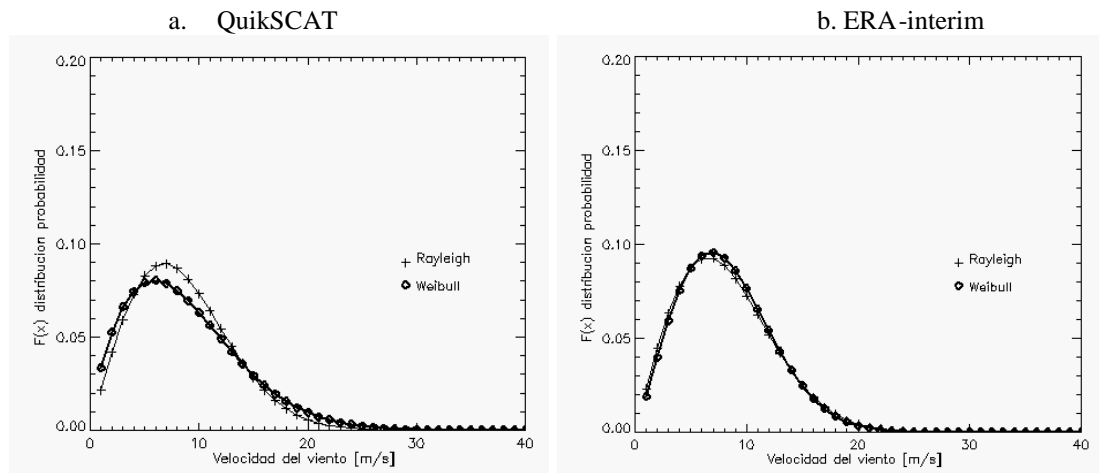 a. QuikSCAT
b. ERA-interim
0.20
0.15
0.10
0.05
0.00
F(x) distribucion probabilidad
+ Rayleigh
Weibull
0 10 20 30 40
Velocidad del viento [m/s]
0.20
0.15
0.10
0.05
0.00
F(x) distribucion probabilidad
+ Rayleigh
Weibull
0 10 20 30 40
Velocidad del viento [m/s]